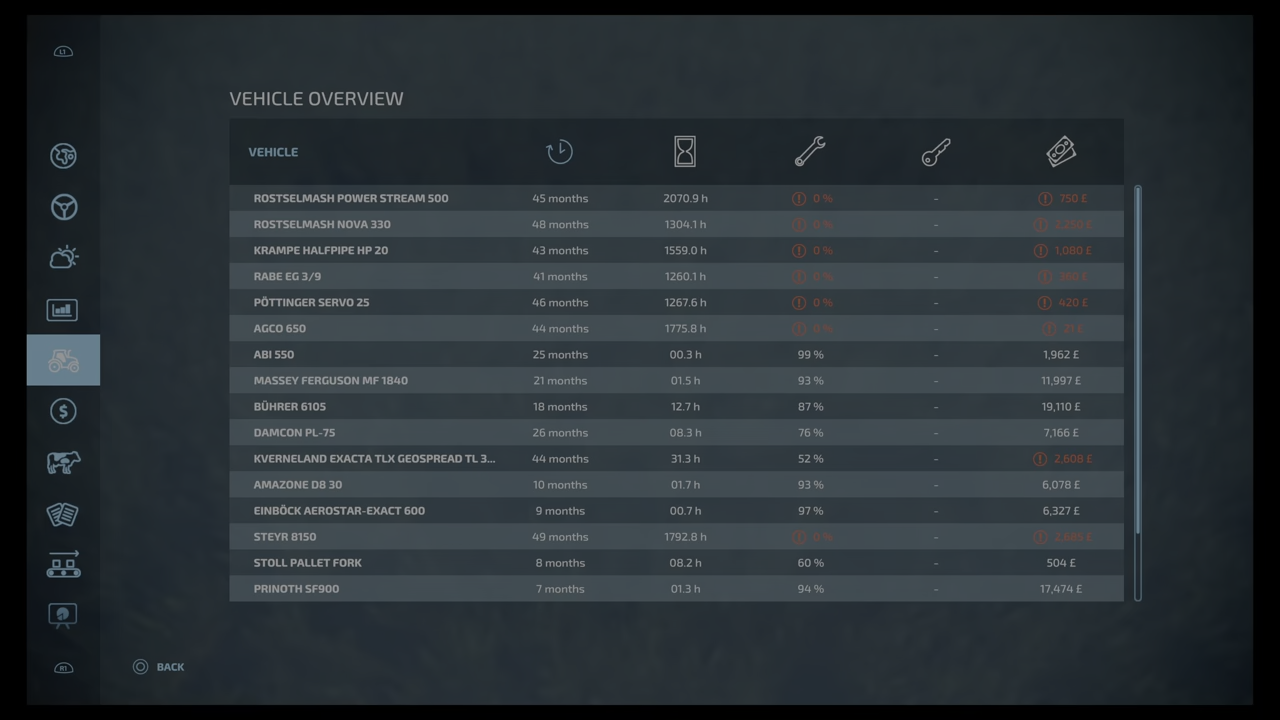 L1
VEHICLE OVERVIEW
VEHICLE
ROSTSELMASH POWER STREAM 500 45 months 2070.9 h 0 % - 750 £
ROSTSELMASH NOVA 330 48 months 1304.1 h 0 % -
KRAMPE HALFPIPE HP 20 43 months 1559.0 h 0 % - 1,080 £
RABE EG 3/9 41 months 1260.1 h 0 % -
PÖTTINGER SERVO 25 46 months 1267.6 h 0 % - 420 £
AGCO 650 44 months 1775.8 h 0 % -
ABI 550 25 months 00.3 h 99 % - 1,962 £
MASSEY FERGUSON MF 1840 21 months 01.5 h 93 % - 11,997 £
BÜHRER 6105 18 months 12.7 h 87 % - 19,110 £
DAMCON PL-75 26 months 08.3 h 76 % - 7,166 £
KVERNELAND EXACTA TLX GEOSPREAD TL 3... 44 months 31.3 h 52 % - 2,608 £
AMAZONE D8 30 10 months 01.7 h 93 % - 6,078 £
EINBÖCK AEROSTAR-EXACT 600 9 months 00.7 h 97 % - 6,327 £
STEYR 8150 49 months 1792.8 h 0 % -
STOLL PALLET FORK 8 months 08.2 h 60 % - 504 £
PRINOTH SF900 7 months 01.3 h 94 % - 17,474 £
R1
BACK